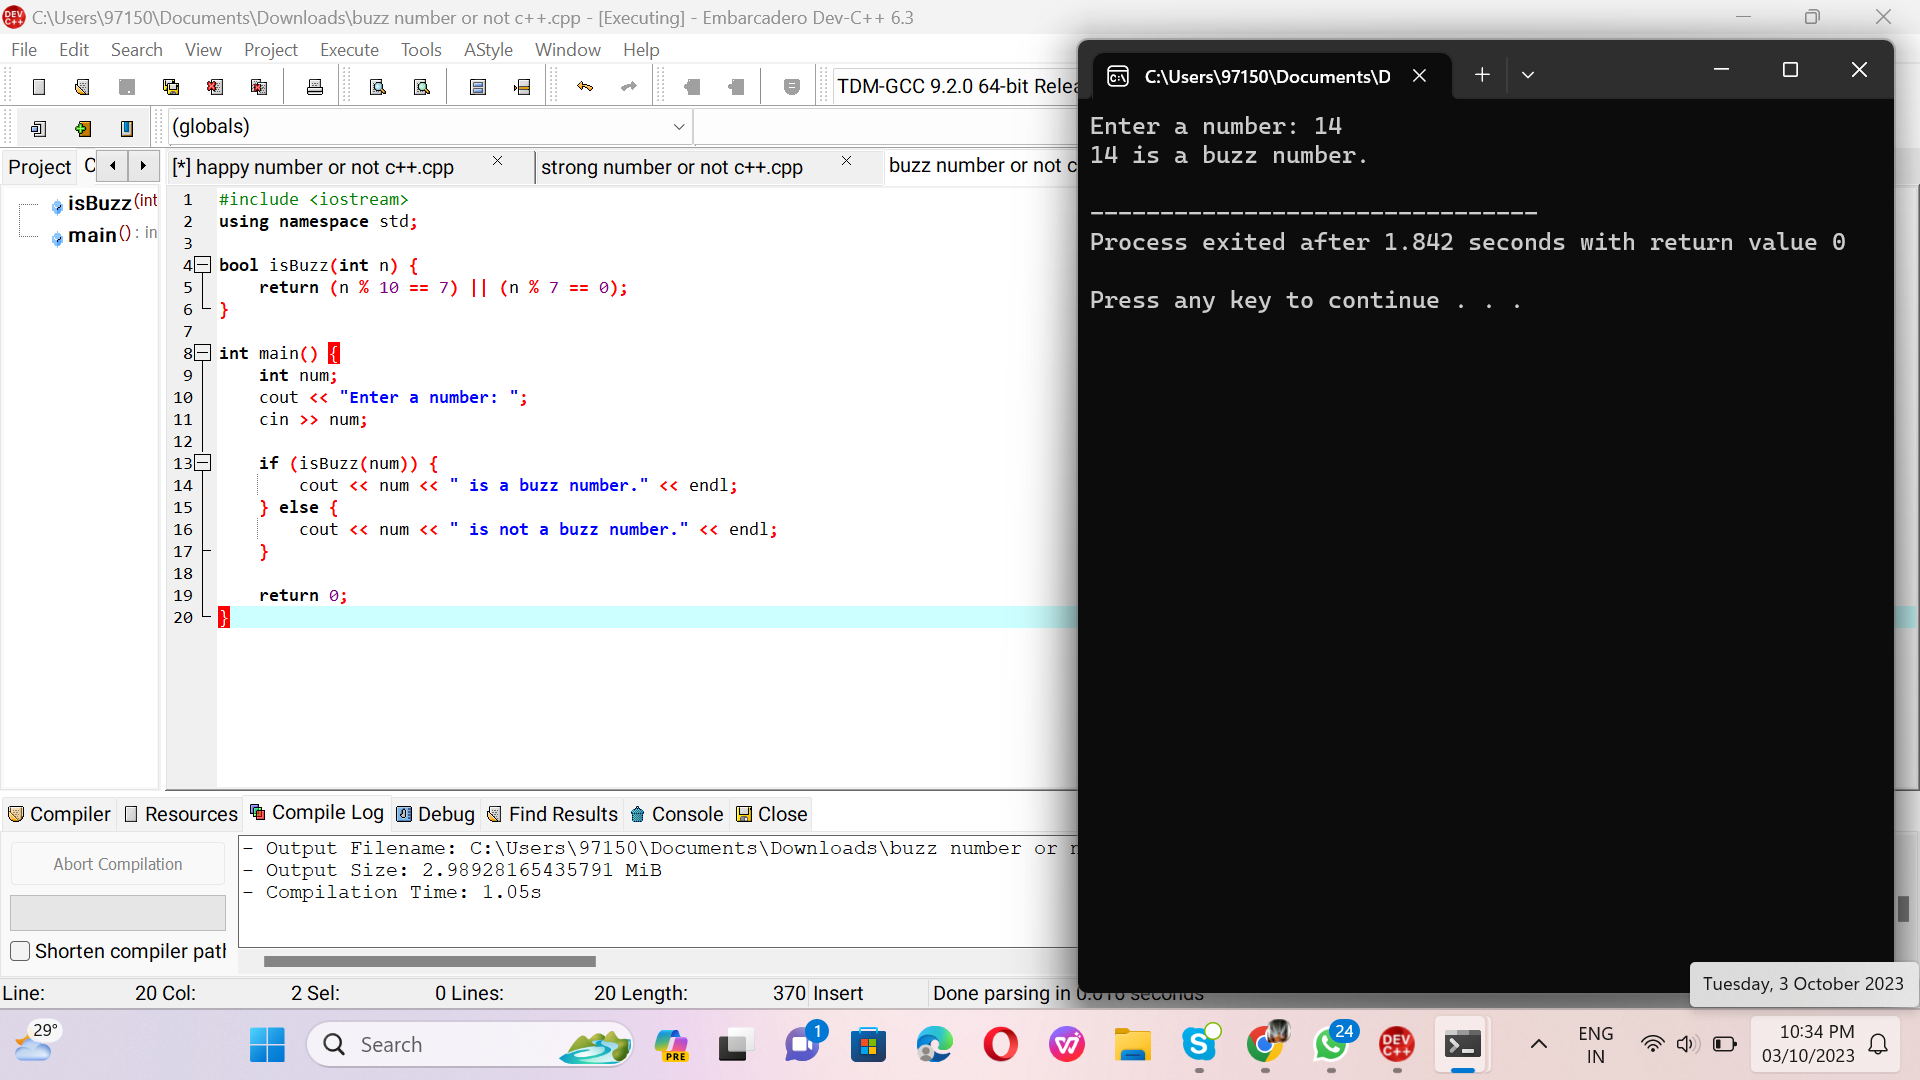 C:\Users\97150\Documents\Downloads\buzz number or not c++.cpp - [Executing] - Embarcadero Dev-C++ 6.3
File Edit Search View Project Execute Tools AStyle Window Help
TDM-GCC 9.2.0 64-bit Relea
(globals)
Project C
[*] happy number or not c++.cpp strong number or not c++.cpp buzz number or not c
isBuzz(int
main() : in
1 #include <iostream>
2 using namespace std;
3
4 bool isBuzz(int n) {
5     return (n % 10 == 7) || (n % 7 == 0);
6 }
7
8 int main() {
9     int num;
10     cout << "Enter a number: ";
11     cin >> num;
12
13     if (isBuzz(num)) {
14         cout << num << " is a buzz number." << endl;
15     } else {
16         cout << num << " is not a buzz number." << endl;
17     }
18
19     return 0;
20 }
C:\Users\97150\Documents\D
Enter a number: 14
14 is a buzz number.
--------------------------------
Process exited after 1.842 seconds with return value 0
Press any key to continue . . .
Compiler Resources Compile Log Debug Find Results Console Close
Abort Compilation
Shorten compiler path
- Output Filename: C:\Users\97150\Documents\Downloads\buzz number or n
- Output Size: 2.98928165435791 MiB
- Compilation Time: 1.05s
Line: 20 Col: 2 Sel: 0 Lines: 20 Length: 370 Insert Done parsing in 0.016 seconds
Tuesday, 3 October 2023
29°
Search
PRE
1
24
DEV C++
ENG
IN
10:34 PM
03/10/2023